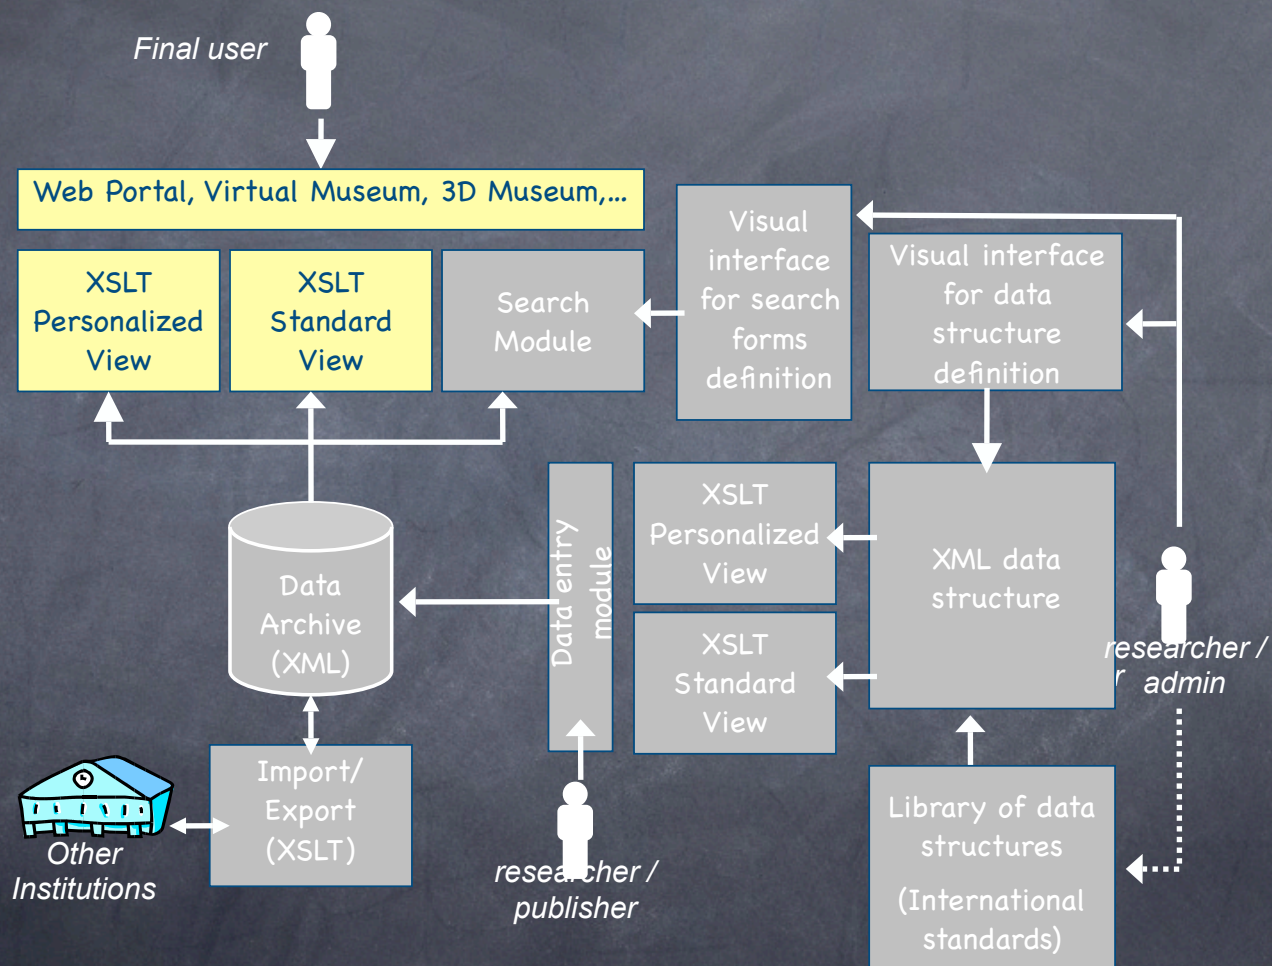 Final user
Web Portal, Virtual Museum, 3D Museum,...
XSLT
Personalized
View
XSLT
Standard
View
Search
Module
Visual
interface
for search
forms
definition
Visual interface
for data
structure
definition
Data
Archive
(XML)
Data entry
module
XSLT
Personalized
View
XSLT
Standard
View
XML data
structure
researcher /
r admin
Import/
Export
(XSLT)
Other
Institutions
researcher /
publisher
Library of data
structures
(International
standards)